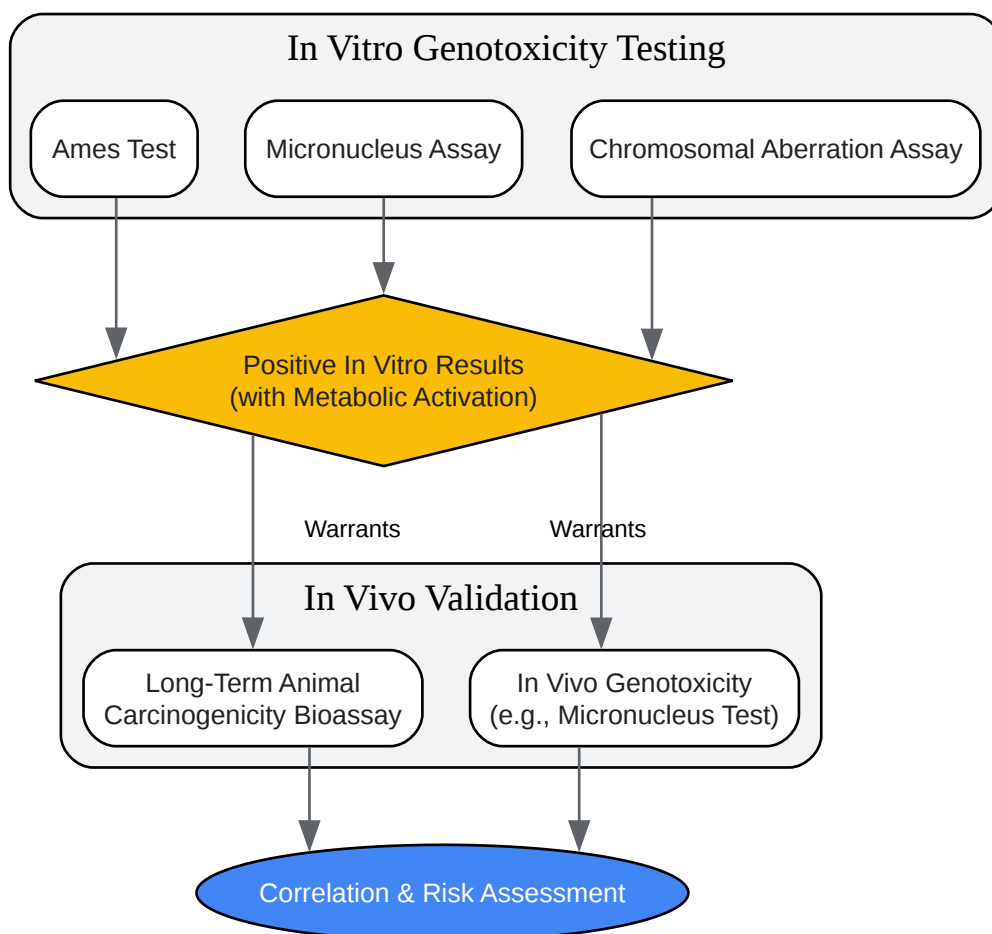 In Vitro Genotoxicity Testing
Ames Test
Micronucleus Assay
Chromosomal Aberration Assay
Positive In Vitro Results
(with Metabolic Activation)
Warrants
Warrants
In Vivo Validation
Long-Term Animal
Carcinogenicity Bioassay
In Vivo Genotoxicity
(e.g., Micronucleus Test)
Correlation & Risk Assessment